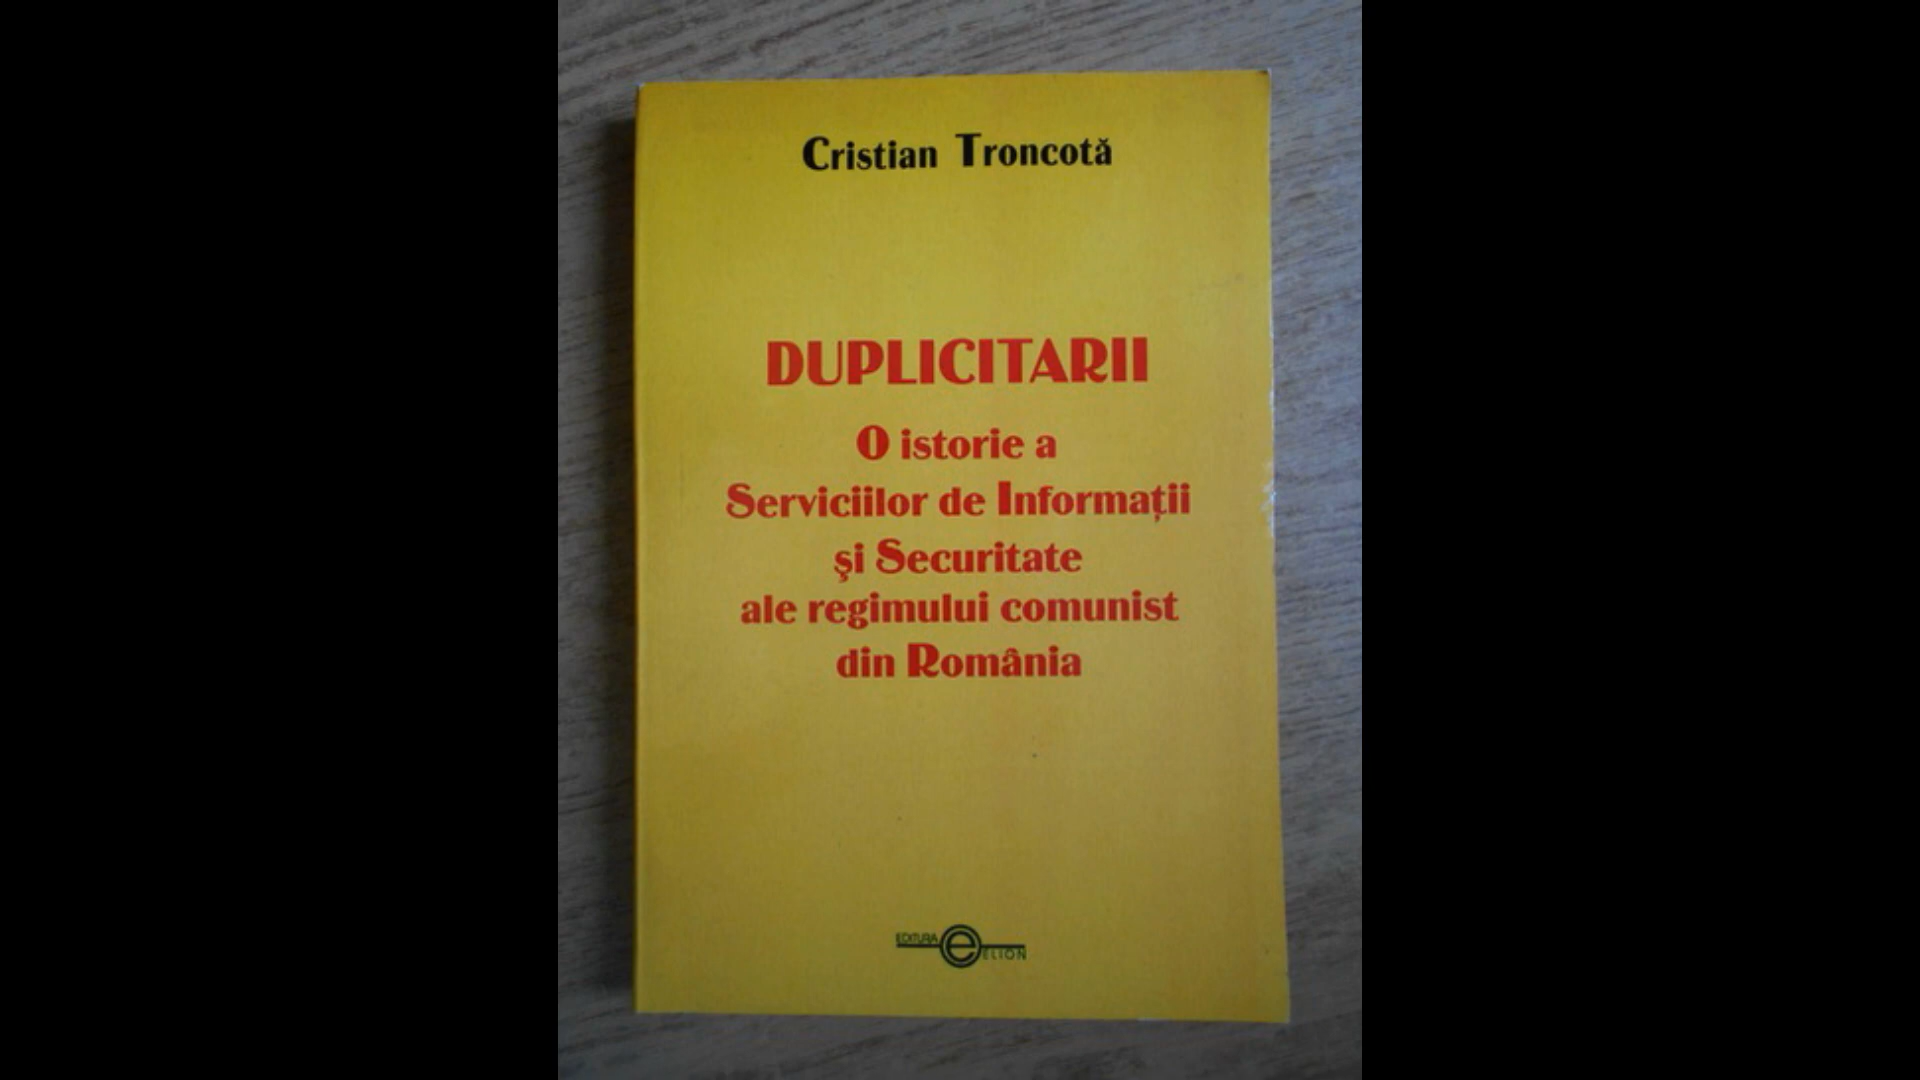 Cristian Troncotă
DUPLICITARII
O istorie a
Serviciilor de Informaţii
şi Securitate
ale regimului comunist
din România
EDITURA
e
ELION